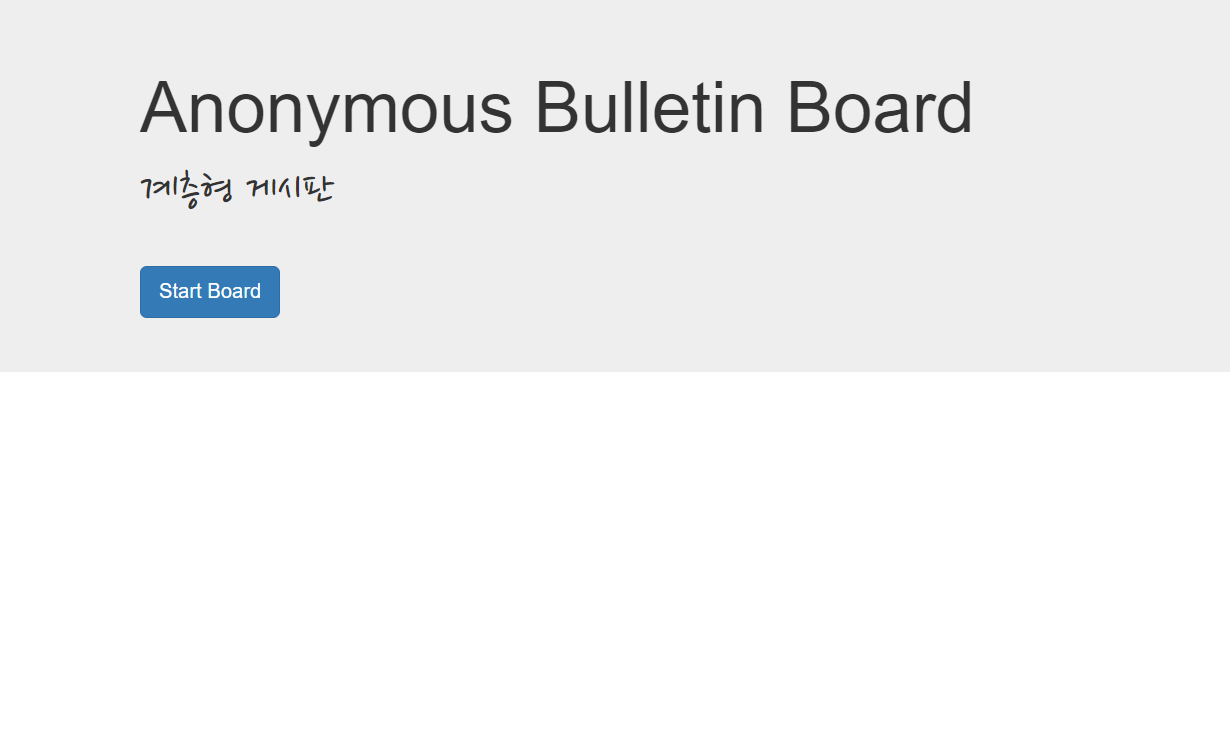 Anonymous Bulletin Board
계층형 게시판
Start Board